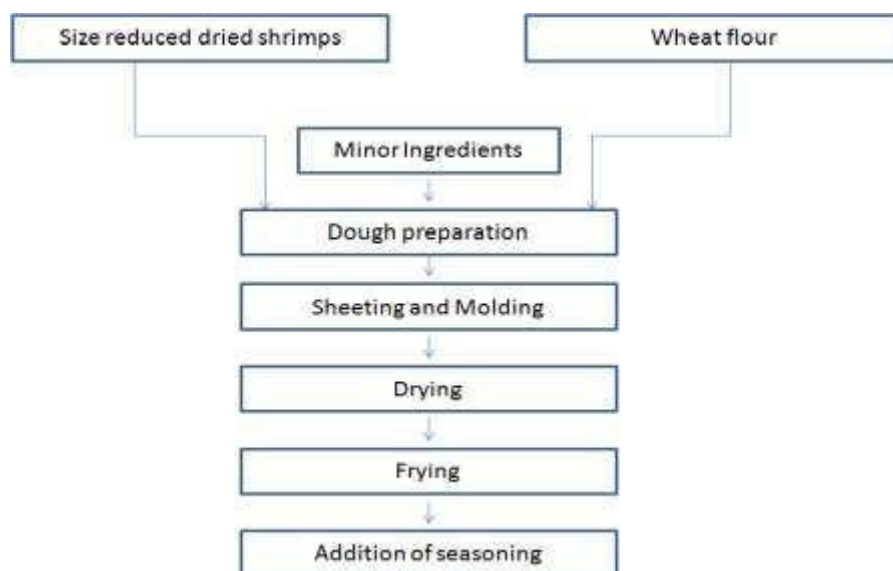 Size reduced dried shrimps
Wheat flour
Minor Ingredients
Dough preparation
Sheeting and Molding
Drying
Frying
Addition of seasoning